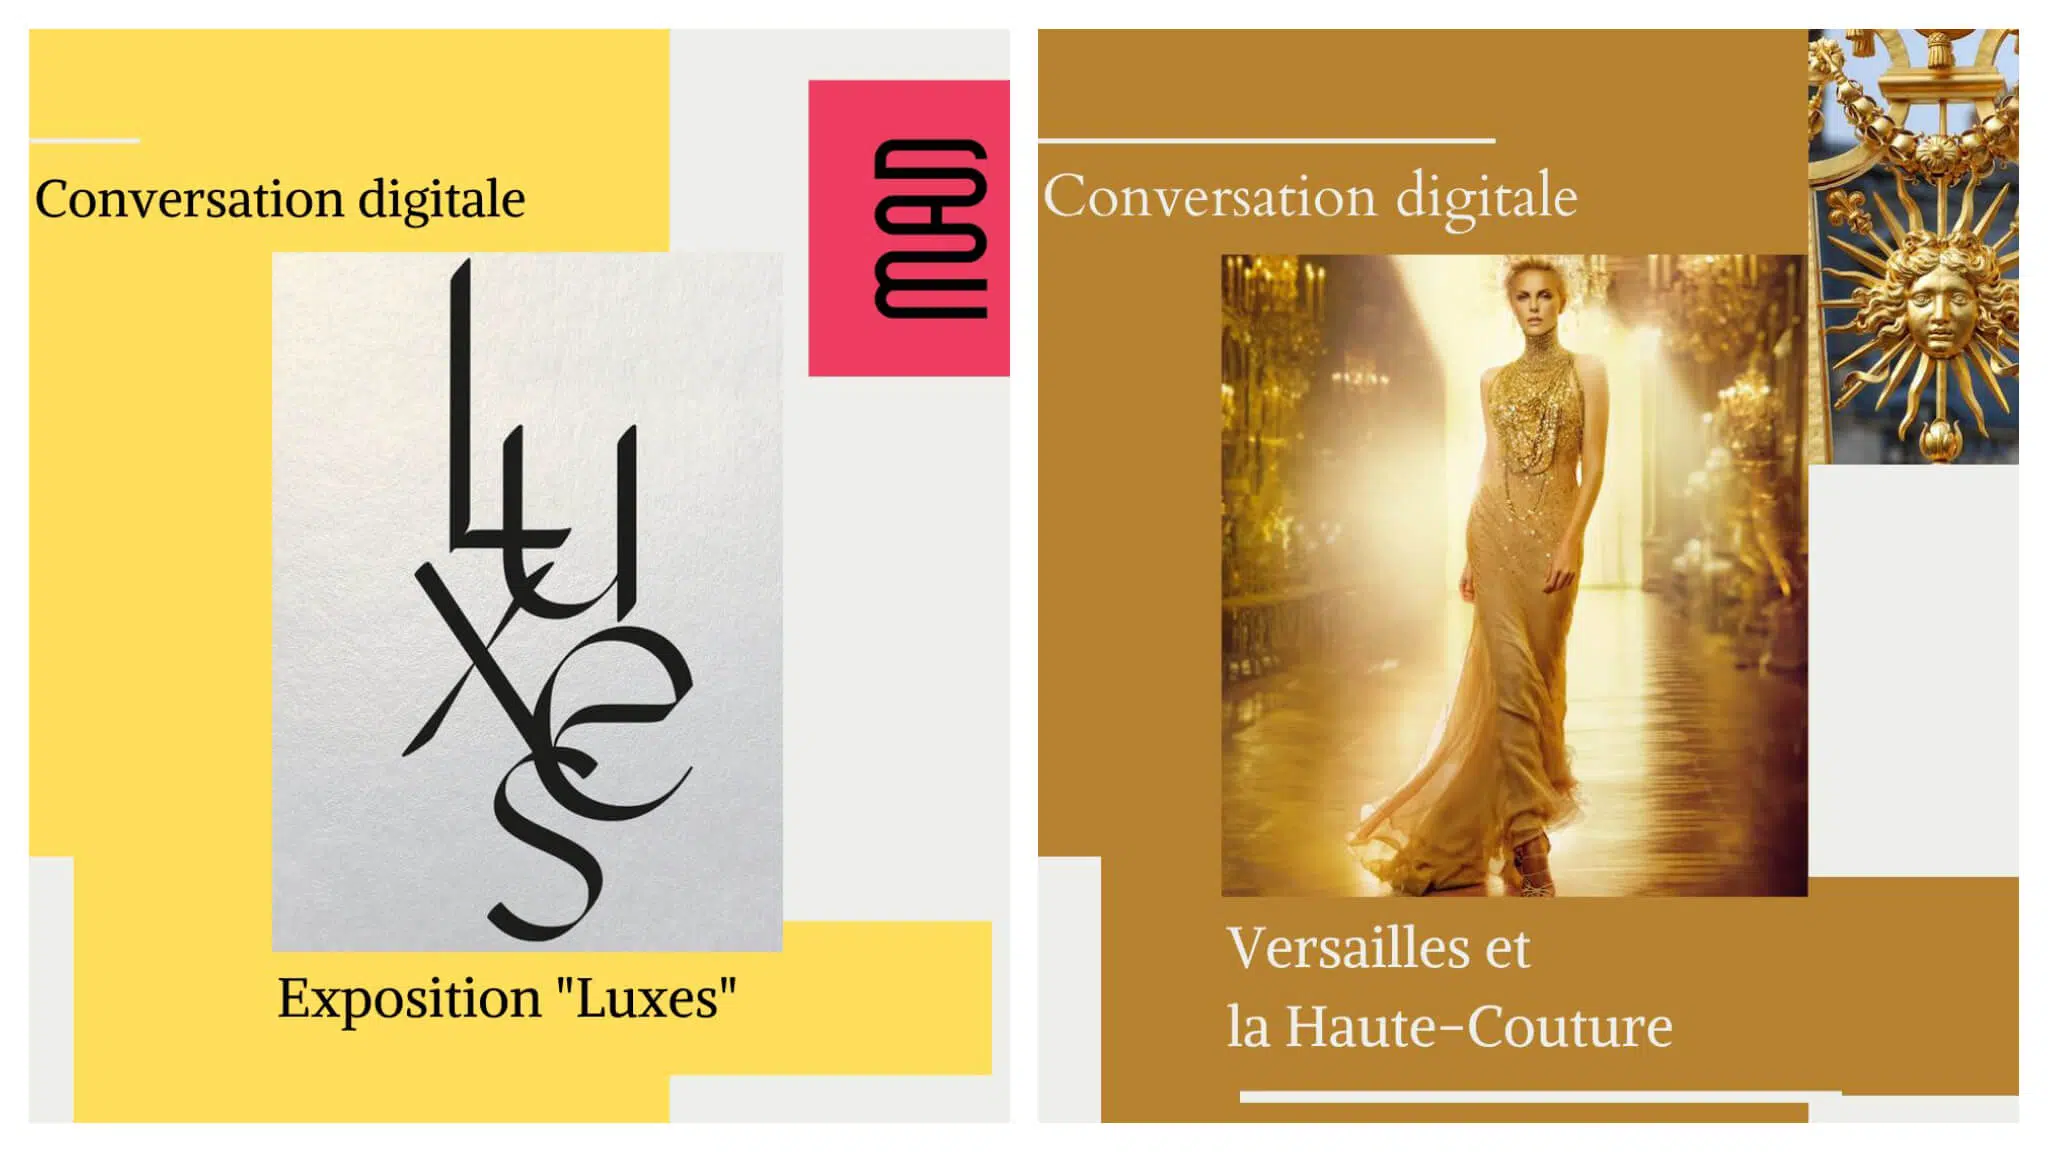 Conversation digitale
MAD
Luxes
Exposition "Luxes"
Conversation digitale
Versailles et
la Haute-Couture